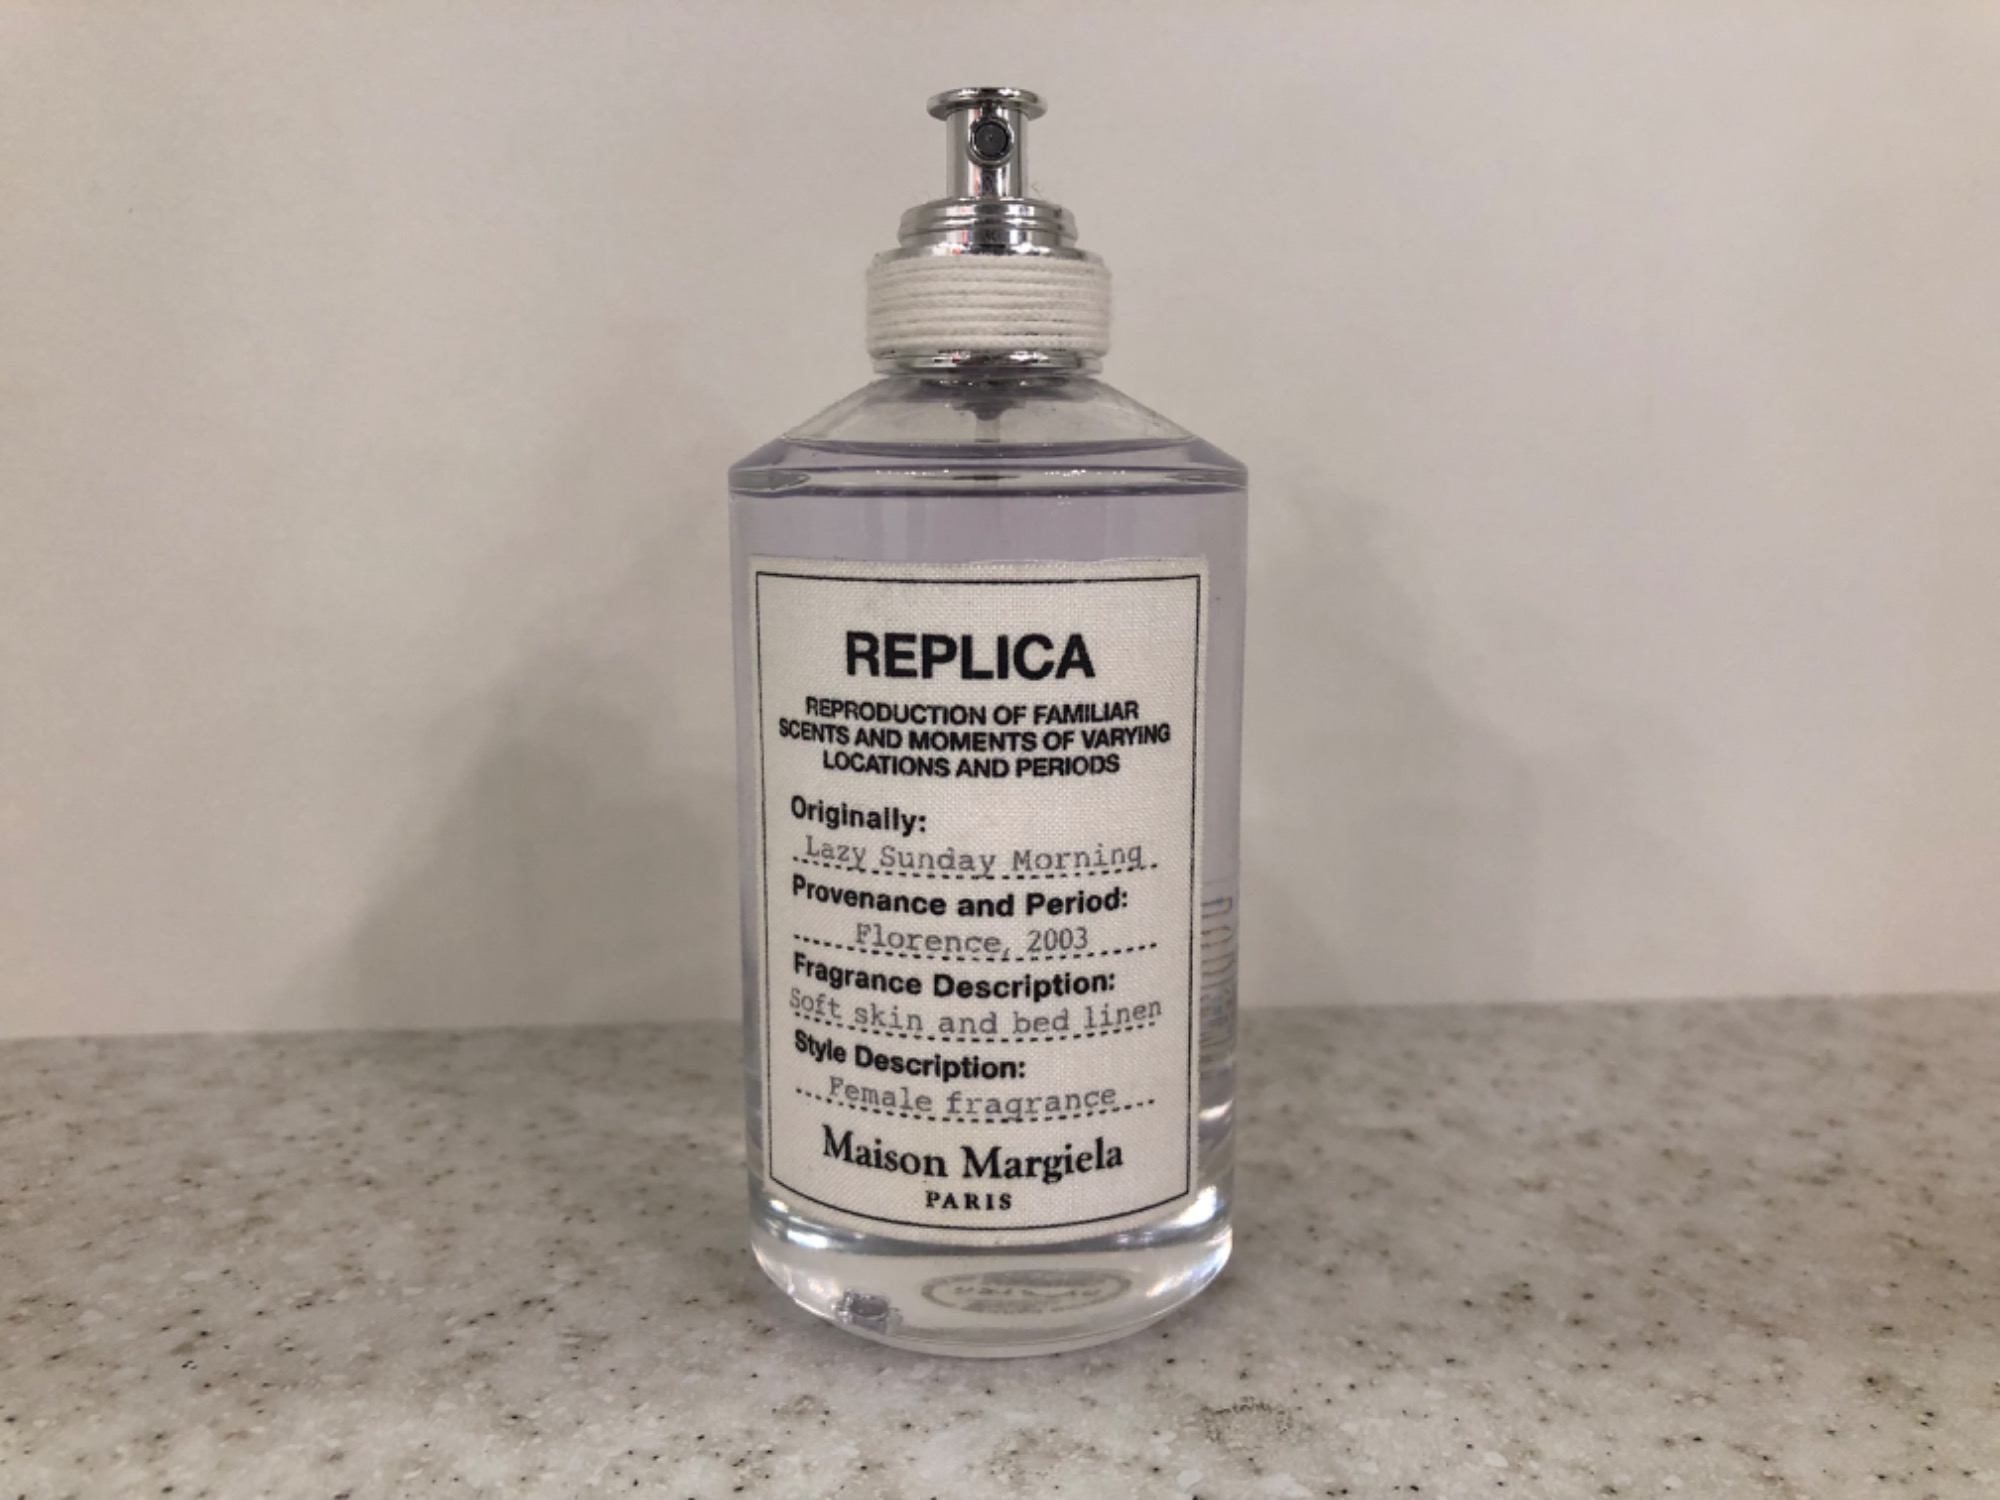 REPLICA
REPRODUCTION OF FAMILIAR
SCENTS AND MOMENTS OF VARYING
LOCATIONS AND PERIODS
Originally:
Lazy Sunday Morning
Provenance and Period:
Florence, 2003
Fragrance Description:
Soft skin and bed linen
Style Description:
Female fragrance
Maison Margiela
PARIS